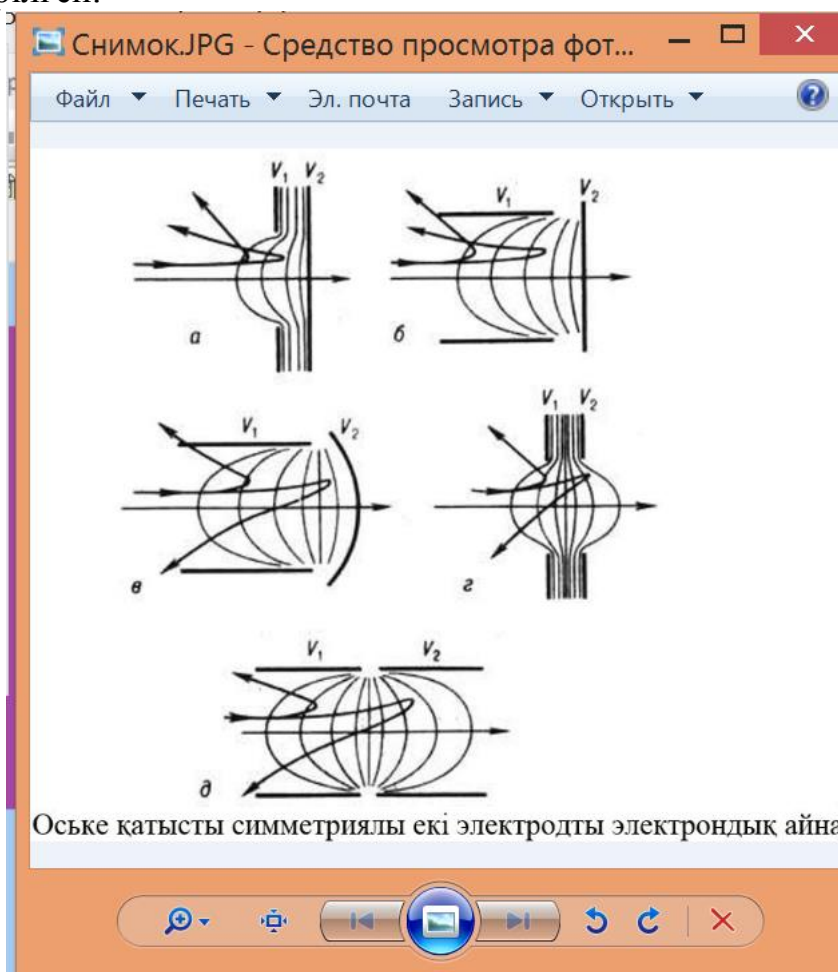 Снимок.JPG - Средство просмотра фот...
Файл Печать Эл. почта Запись Открыть
V₁ V₂
V₁ V₂
а
б
V₁ V₂
V₁ V₂
в
г
V₁ V₂
д
Оське қатысты симметриялы екі электродты электрондық айна